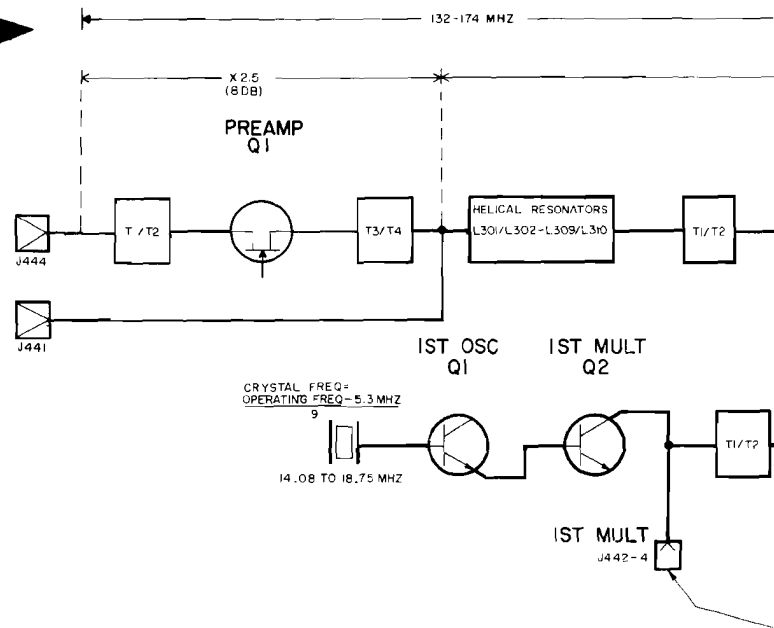 132-174 MHZ
X 2.5
(8DB)
PREAMP
Q1
HELICAL RESONATORS
L301/L302-L309/L310
T1/T2
T3/T4
T1/T2
J444
J441
1ST OSC
Q1
1ST MULT
Q2
CRYSTAL FREQ=
OPERATING FREQ-5.3 MHZ
9
14.08 TO 18.75 MHZ
T1/T2
1ST MULT
J442-4